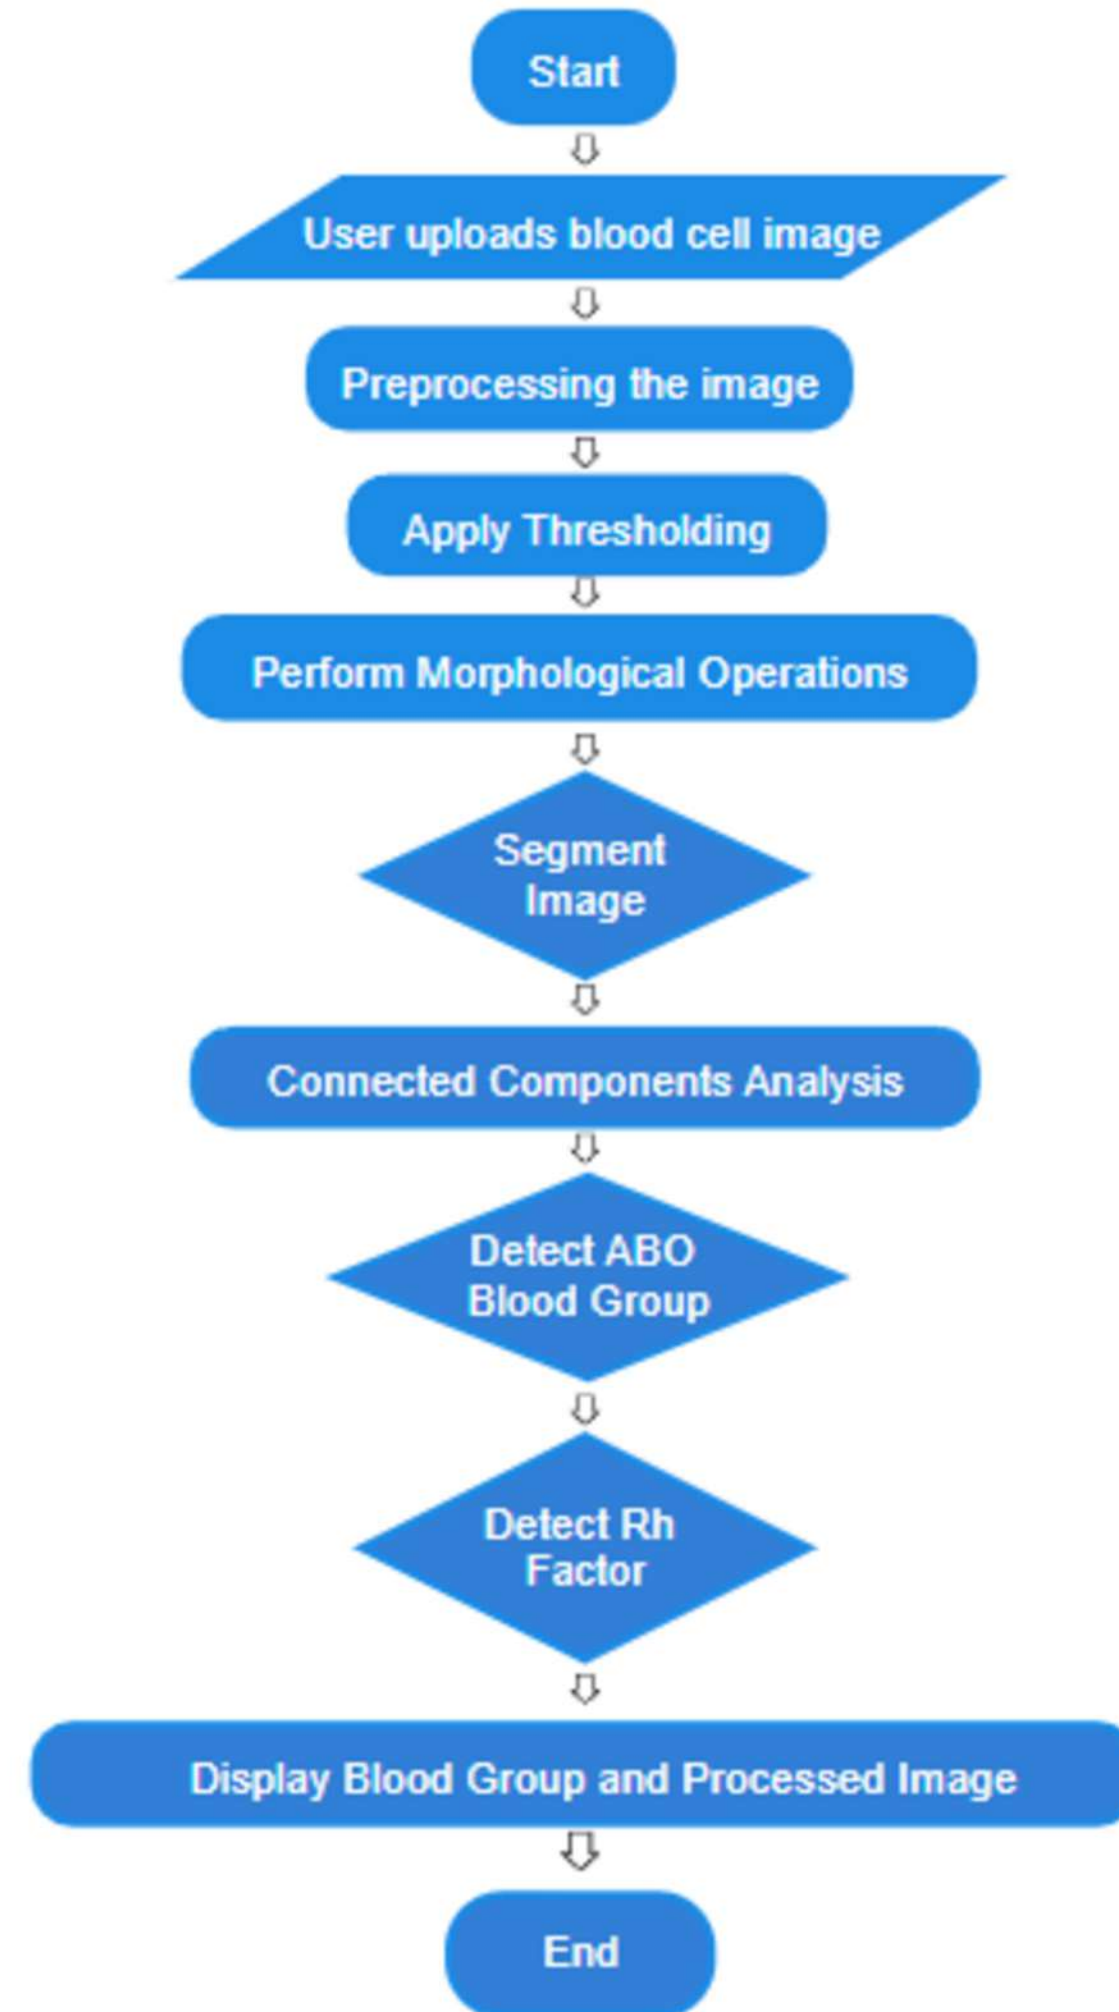 Start
User uploads blood cell image
Preprocessing the image
Apply Thresholding
Perform Morphological Operations
Segment
Image
Connected Components Analysis
Detect ABO
Blood Group
Detect Rh
Factor
Display Blood Group and Processed Image
End